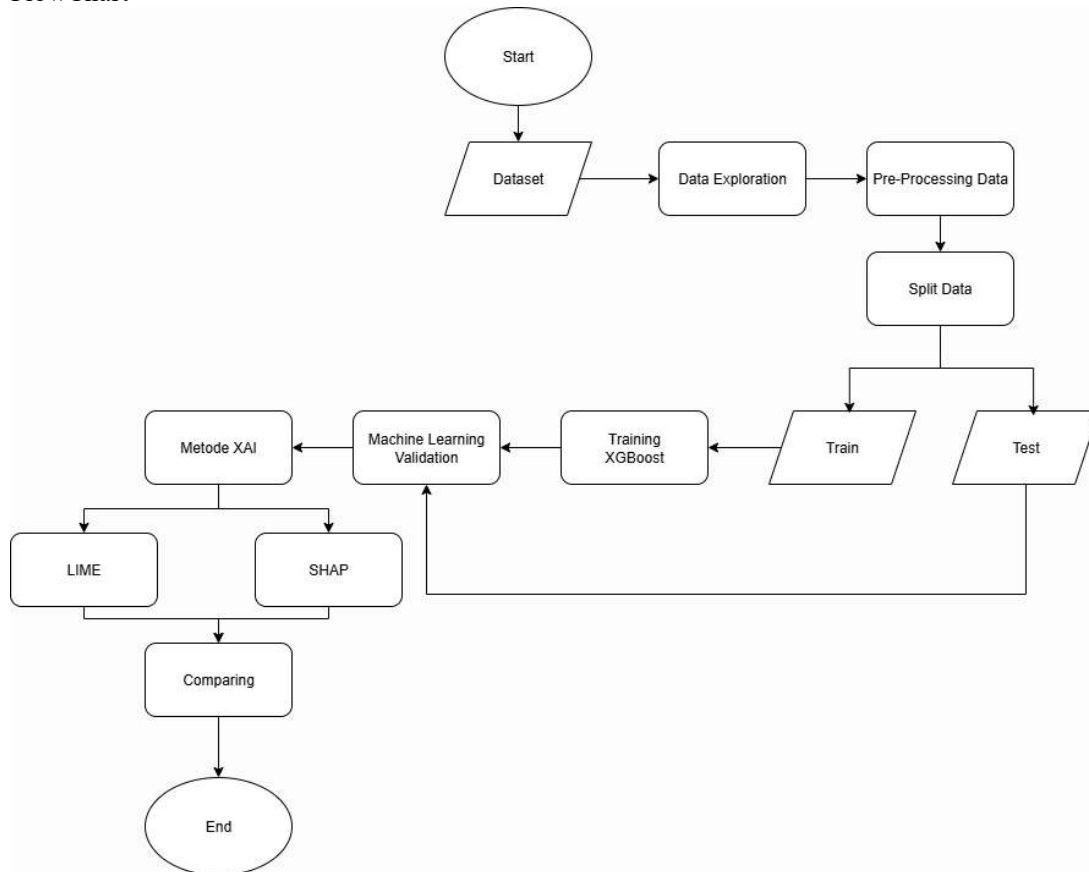 Start
Dataset
Data Exploration
Pre-Processing Data
Split Data
Train
Test
Training
XGBoost
Machine Learning
Validation
Metode XAI
LIME
SHAP
Comparing
End